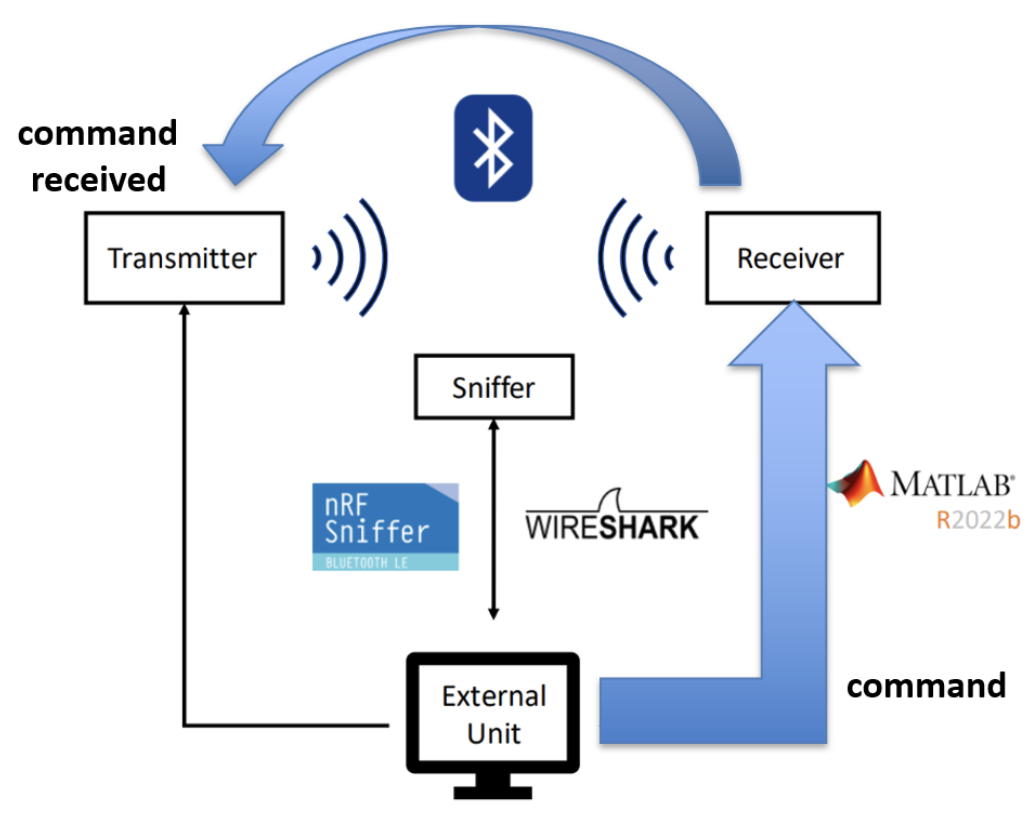 command
received
Transmitter
Receiver
Sniffer
nRF
Sniffer
BLUETOOTH LE
WIRESHARK
MATLAB®
R2022b
External
Unit
command